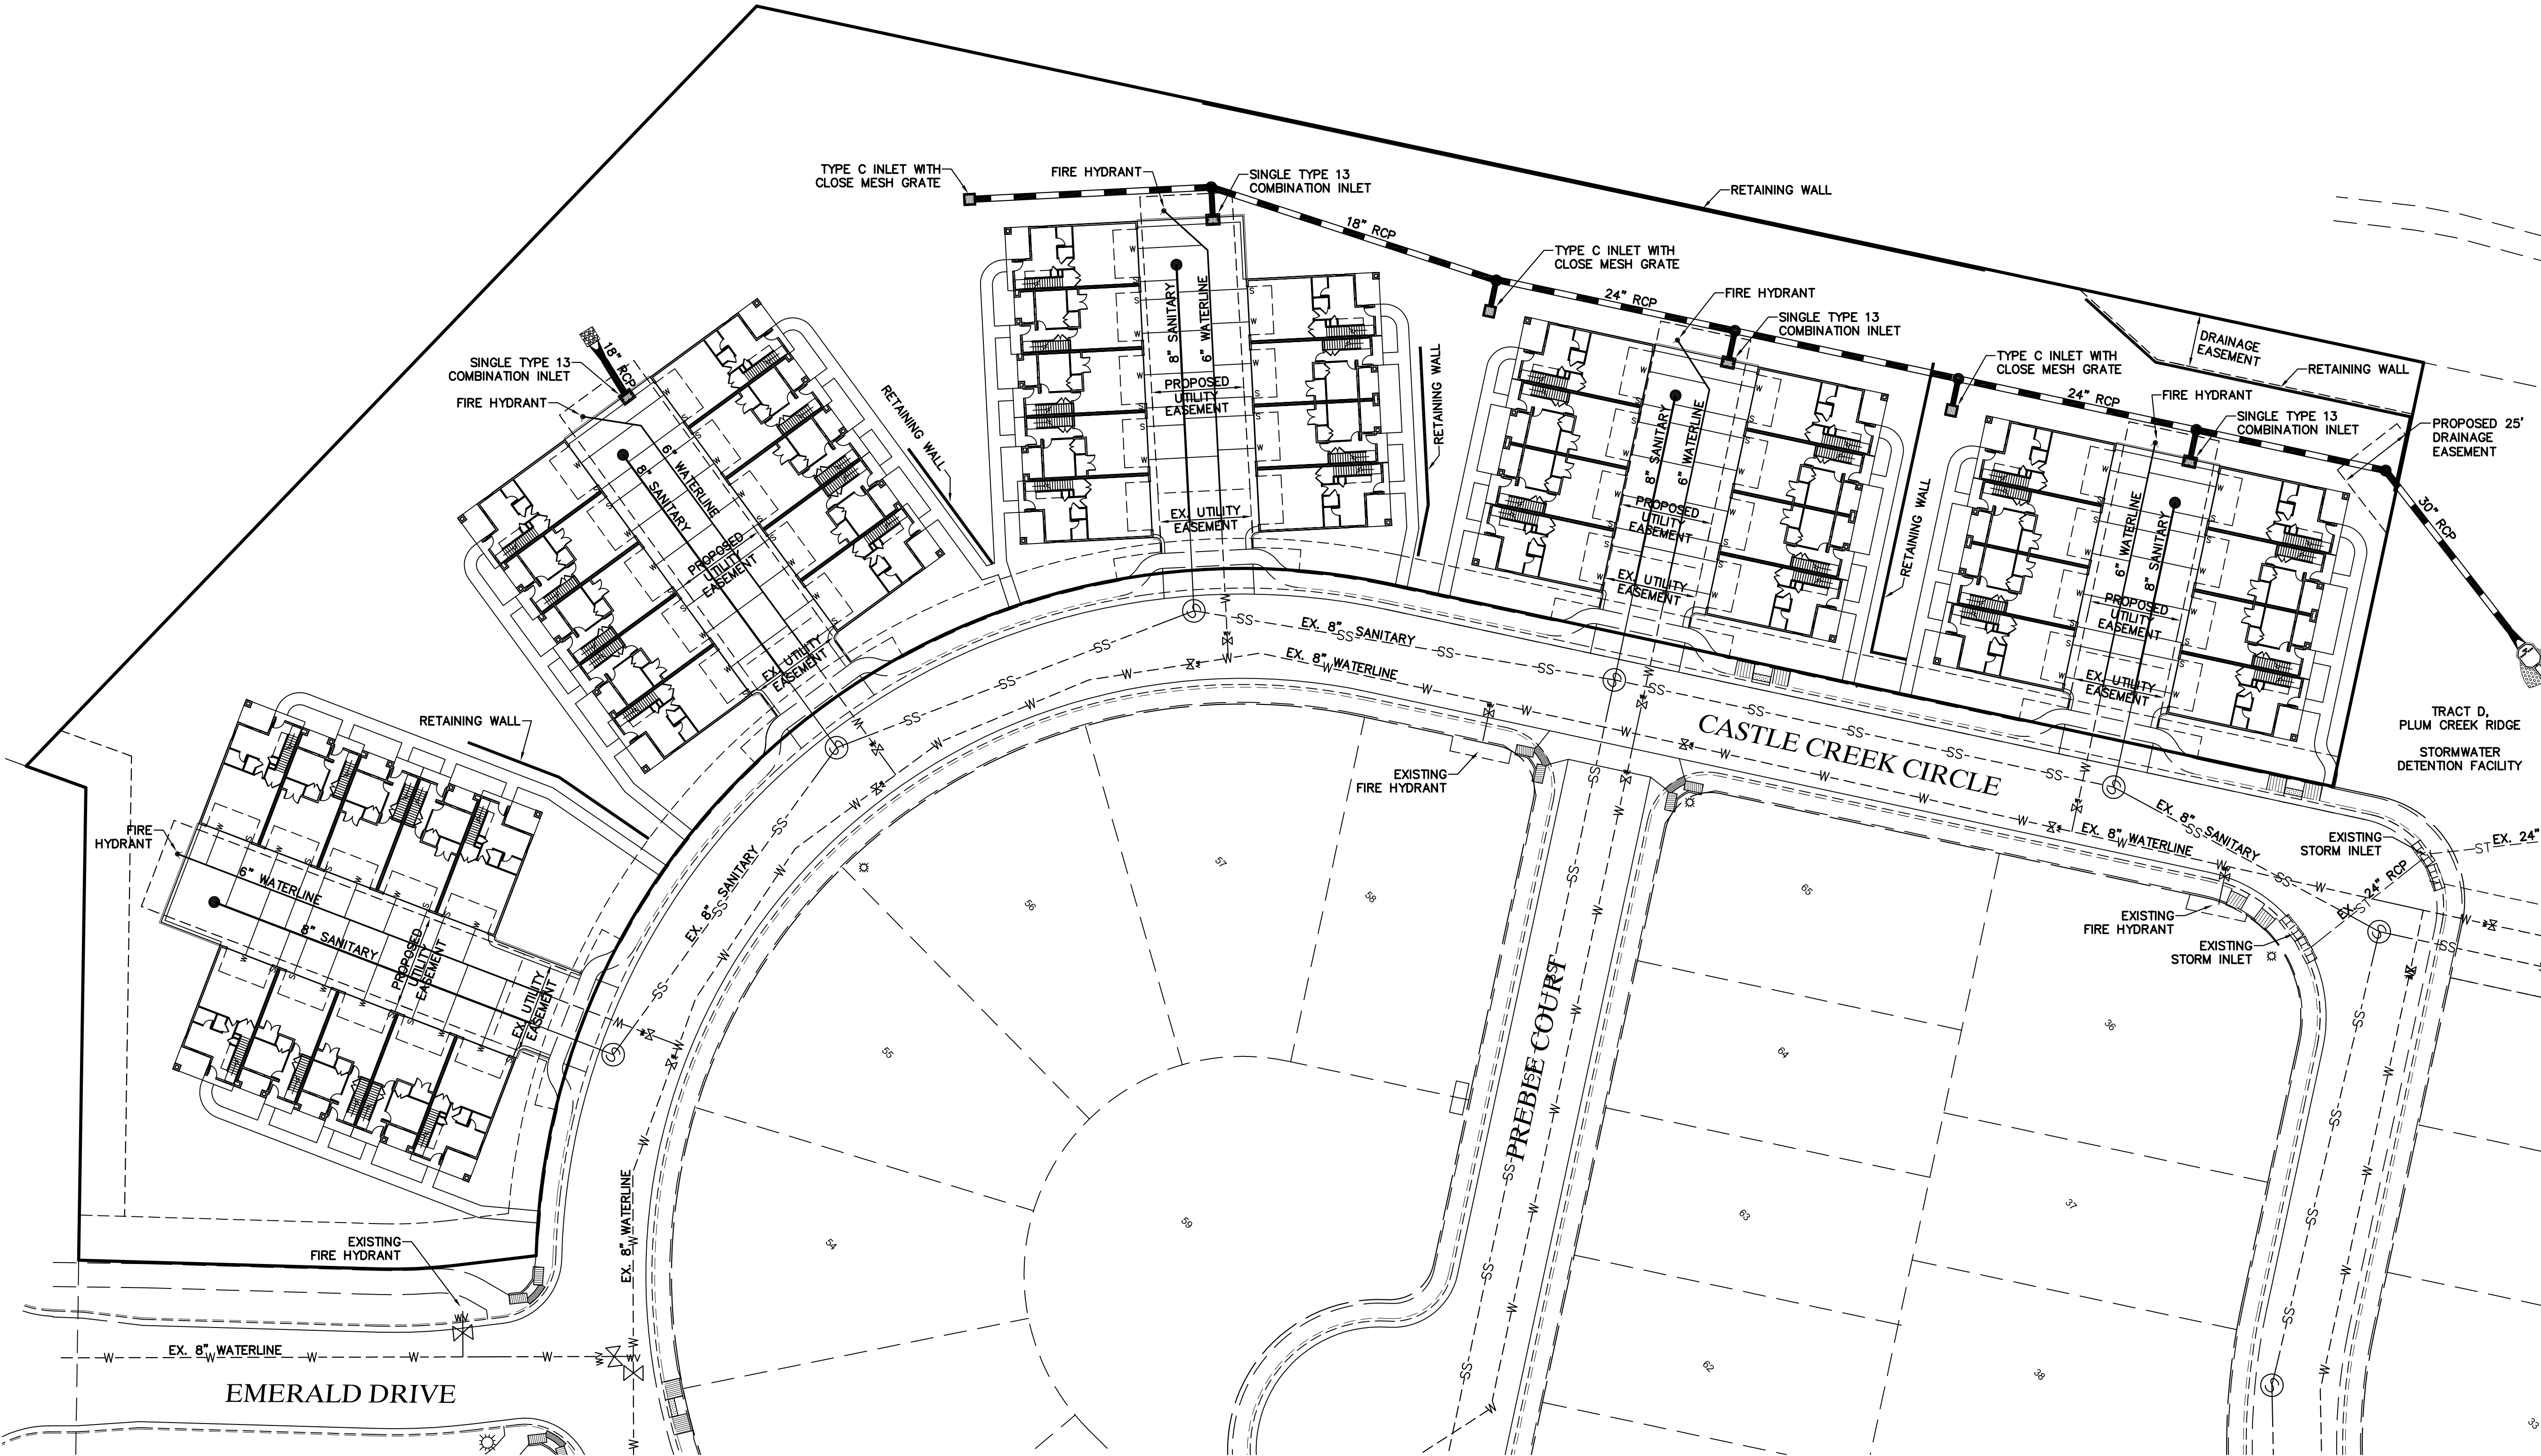 TYPE C INLET WITH
CLOSE MESH GRATE
FIRE HYDRANT
SINGLE TYPE 13
COMBINATION INLET
RETAINING WALL
18" RCP
TYPE C INLET WITH
CLOSE MESH GRATE
24" RCP
FIRE HYDRANT
SINGLE TYPE 13
COMBINATION INLET
DRAINAGE
EASEMENT
TYPE C INLET WITH
CLOSE MESH GRATE
RETAINING WALL
24" RCP
FIRE HYDRANT
SINGLE TYPE 13
COMBINATION INLET
PROPOSED 25'
DRAINAGE
EASEMENT
30" RCP
18" RCP
SINGLE TYPE 13
COMBINATION INLET
FIRE HYDRANT
RETAINING WALL
6" WATERLINE
8" SANITARY
PROPOSED
UTILITY
EASEMENT
EX. UTILITY
EASEMENT
8" SANITARY
6" WATERLINE
PROPOSED
UTILITY
EASEMENT
EX. UTILITY
EASEMENT
RETAINING WALL
8" SANITARY
6" WATERLINE
PROPOSED
UTILITY
EASEMENT
EX. UTILITY
EASEMENT
RETAINING WALL
6" WATERLINE
8" SANITARY
PROPOSED
UTILITY
EASEMENT
EX. UTILITY
EASEMENT
TRACT D,
PLUM CREEK RIDGE
STORMWATER
DETENTION FACILITY
RETAINING WALL
FIRE
HYDRANT
6" WATERLINE
8" SANITARY
PROPOSED
UTILITY
EASEMENT
EX. UTILITY
EASEMENT
EX. 8" SANITARY
EX. 8" WATERLINE
EX. 8" SANITARY
CASTLE CREEK CIRCLE
EXISTING
FIRE HYDRANT
EX. 8" SANITARY
EX. 8" WATERLINE
EXISTING
STORM INLET
EX. 24"
EX. 24" RCP
EXISTING
FIRE HYDRANT
EXISTING
STORM INLET
PREBLE COURT
57
56
58
65
55
64
36
54
59
63
37
62
38
33
EX. 8" WATERLINE
EXISTING
FIRE HYDRANT
EX. 8" WATERLINE
EMERALD DRIVE